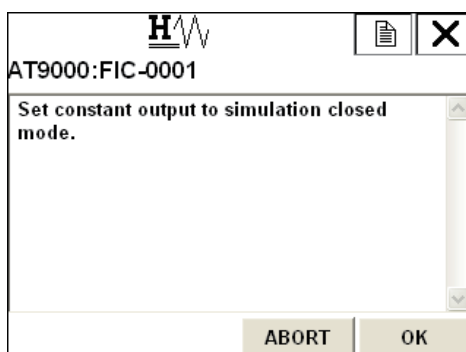 H
AT9000:FIC-0001
Set constant output to simulation closed
mode.
ABORT OK